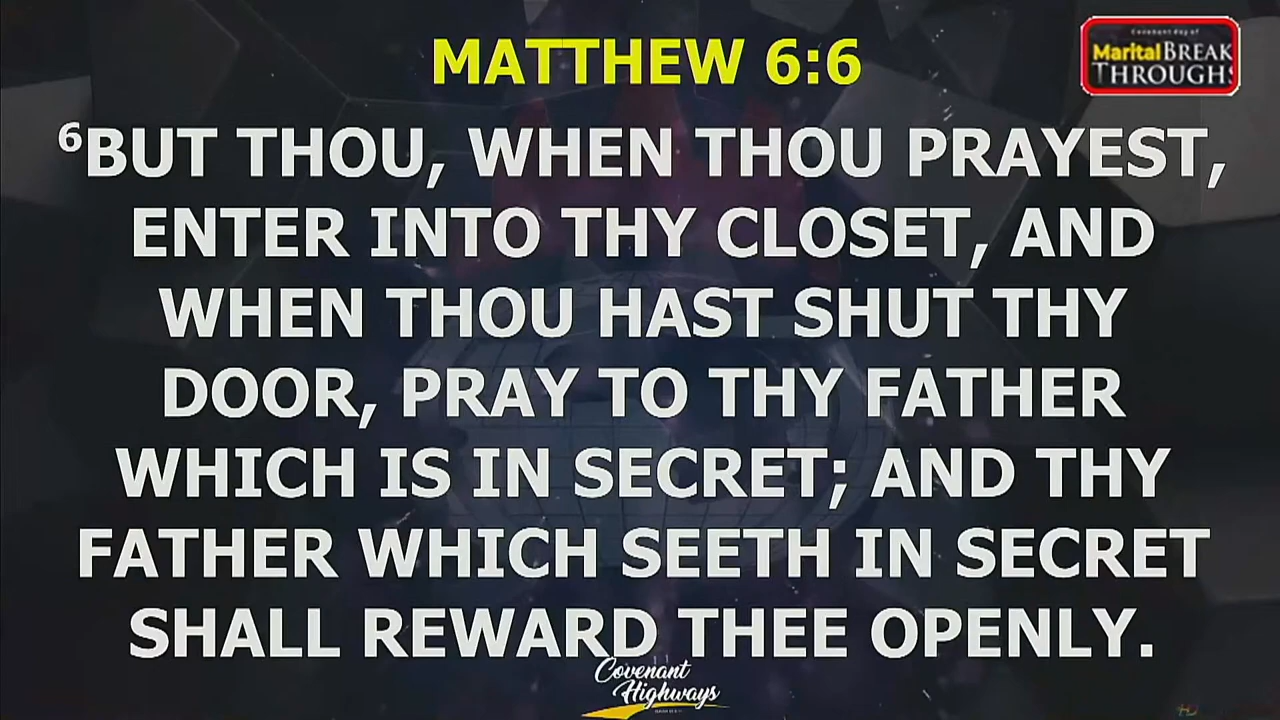 MATTHEW 6:6
Covenant day of
Marital BREAK
THROUGHS
⁶BUT THOU, WHEN THOU PRAYEST,
ENTER INTO THY CLOSET, AND
WHEN THOU HAST SHUT THY
DOOR, PRAY TO THY FATHER
WHICH IS IN SECRET; AND THY
FATHER WHICH SEETH IN SECRET
SHALL REWARD THEE OPENLY.
Covenant
Highways